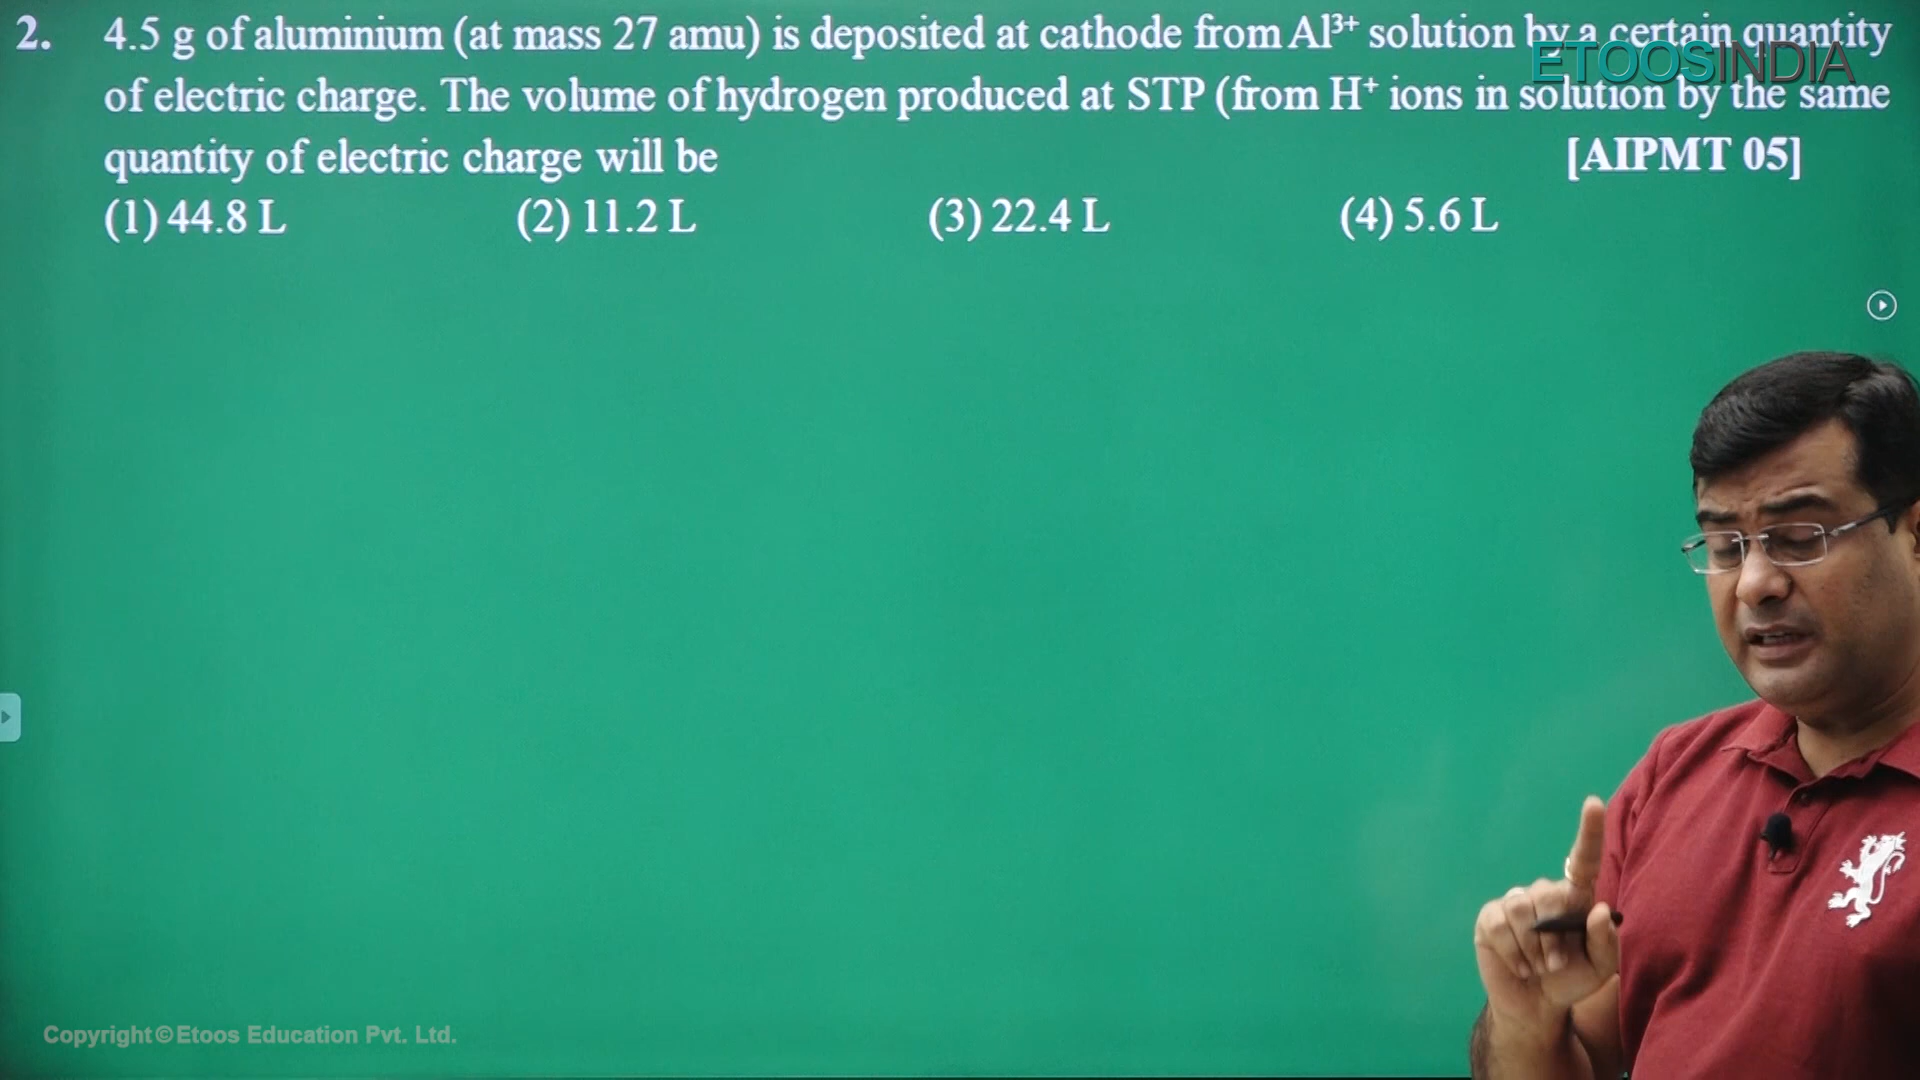 2. 4.5 g of aluminium (at mass 27 amu) is deposited at cathode from Al³⁺ solution by a certain quantity
ETOOSINDIA
of electric charge. The volume of hydrogen produced at STP (from H⁺ ions in solution by the same
quantity of electric charge will be [AIPMT 05]
(1) 44.8 L (2) 11.2 L (3) 22.4 L (4) 5.6 L
Copyright © Etoos Education Pvt. Ltd.